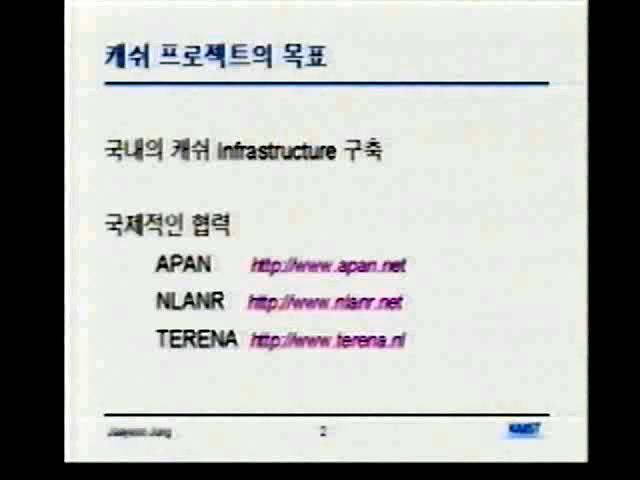 캐쉬 프로젝트의 목표
국내의 캐쉬 Infrastructure 구축
국제적인 협력
APAN http://www.apan.net
NLANR http://www.nlanr.net
TERENA http://www.terena.nl
Jaeyeon Jung 2 KAIST